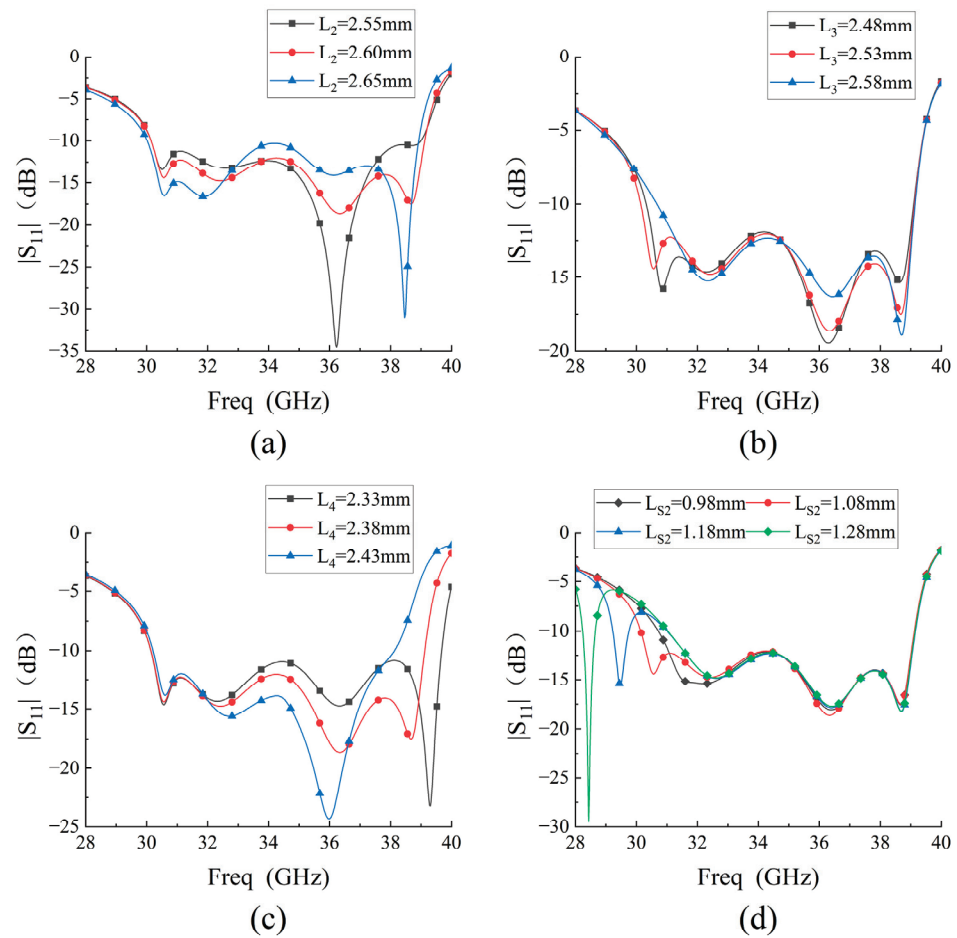 L2=2.55mm
L2=2.60mm
L2=2.65mm
0
−5
−10
−15
−20
−25
−30
−35
28 30 32 34 36 38 40
|S11| (dB)
Freq (GHz)
(a)
L3=2.48mm
L3=2.53mm
L3=2.58mm
0
−5
−10
−15
−20
28 30 32 34 36 38 40
|S11| (dB)
Freq (GHz)
(b)
L4=2.33mm
L4=2.38mm
L4=2.43mm
0
−5
−10
−15
−20
−25
28 30 32 34 36 38 40
|S11| (dB)
Freq (GHz)
(c)
LS2=0.98mm LS2=1.08mm
LS2=1.18mm LS2=1.28mm
0
−5
−10
−15
−20
−25
−30
28 30 32 34 36 38 40
|S11| (dB)
Freq (GHz)
(d)